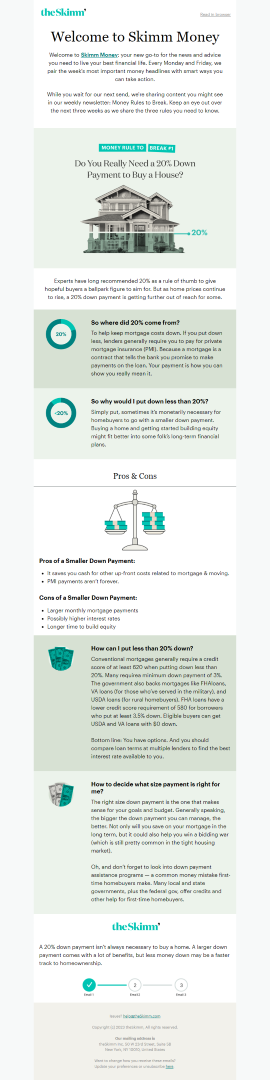 theSkimm'
Read in browser
Welcome to Skimm Money
Welcome to Skimm Money: your new go-to for the news and advice
you need to live your best financial life. Every Monday and Friday, we
pair the week's most important money headlines with smart ways you
can take action.
While you wait for our next send, we're sharing content you might see
in our weekly newsletter: Money Rules to Break. Keep an eye out over
the next three weeks as we share the three rules you need to know.
MONEY RULE TO BREAK #1
Do You Really Need a 20% Down
Payment to Buy a House?
20%
Experts have long recommended 20% as a rule of thumb to give
hopeful buyers a ballpark figure to aim for. But as home prices continue
to rise, a 20% down payment is getting further out of reach for some.
20%
So where did 20% come from?
To help keep mortgage costs down. If you put down
less, lenders generally require you to pay for private
mortgage insurance (PMI). Because a mortgage is a
contract that tells the bank you promise to make
payments on the loan. Your payment is how you can
show you really mean it.
-20%
So why would I put down less than 20%?
Simply put, sometimes it's monetarily necessary for
homebuyers to go with a smaller down payment.
Buying a home and getting started building equity
might fit better into some folk's long-term financial
plans.
Pros & Cons
Pros of a Smaller Down Payment:
• It saves you cash for other up-front costs related to mortgage & moving.
• PMI payments aren't forever.
Cons of a Smaller Down Payment:
• Larger monthly mortgage payments
• Possibly higher interest rates
• Longer time to build equity
How can I put less than 20% down?
Conventional mortgages generally require a credit
score of at least 620 when putting down less than
20%. Many requires minimum down payment of 3%.
The government also backs mortgages like FHAloans,
VA loans (for those who've served in the military), and
USDA loans (for rural homebuyers). FHA loans have a
lower credit score requirement of 580 for borrowers
who put at least 3.5% down. Eligible buyers can get
USDA and VA loans with $0 down.
Bottom line: You have options. And you should
compare loan terms at multiple lenders to find the best
interest rate available to you.
How to decide what size payment is right for
me?
The right size down payment is the one that makes
sense for your goals and budget. Generally speaking,
the bigger the down payment you can manage, the
better. Not only will you save on your mortgage in the
long term, but it could also help you win a bidding war
(which is still pretty common in the tight housing
market).
Oh, and don't forget to look into down payment
assistance programs — a common money mistake first-
time homebuyers make. Many local and state
governments, plus the federal gov, offer credits and
other help for first-time homebuyers.
theSkimm'
A 20% down payment isn't always necessary to buy a home. A larger down
payment comes with a lot of benefits, but less money down may be a faster
track to homeownership.
2
3
Email 1
Email 2
Email 3
hello@theSkimm.com
Copyright (C) 2023 theSkimm. All rights reserved.
Our mailing address is:
New York, NY 10010, United States
Want to change how you receive these emails?